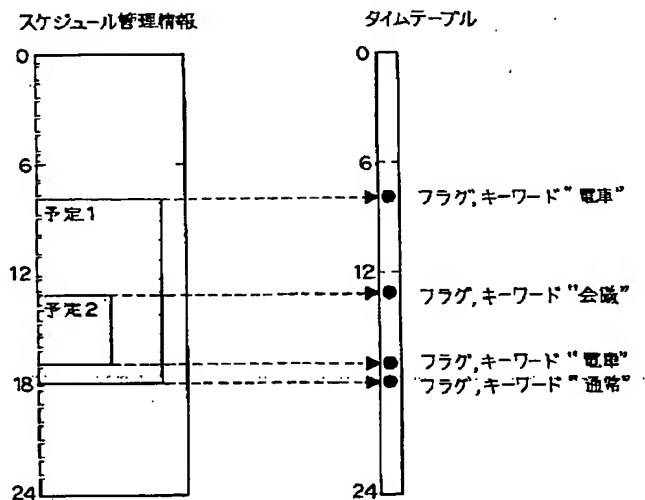 スケジュール管理情報
0
6
予定1
12
予定2
18
24
タイムテーブル
0
6
フラグ,キーワード"電車"
12
フラグ,キーワード"会議"
フラグ,キーワード"電車"
18
フラグ,キーワード"通常"
24